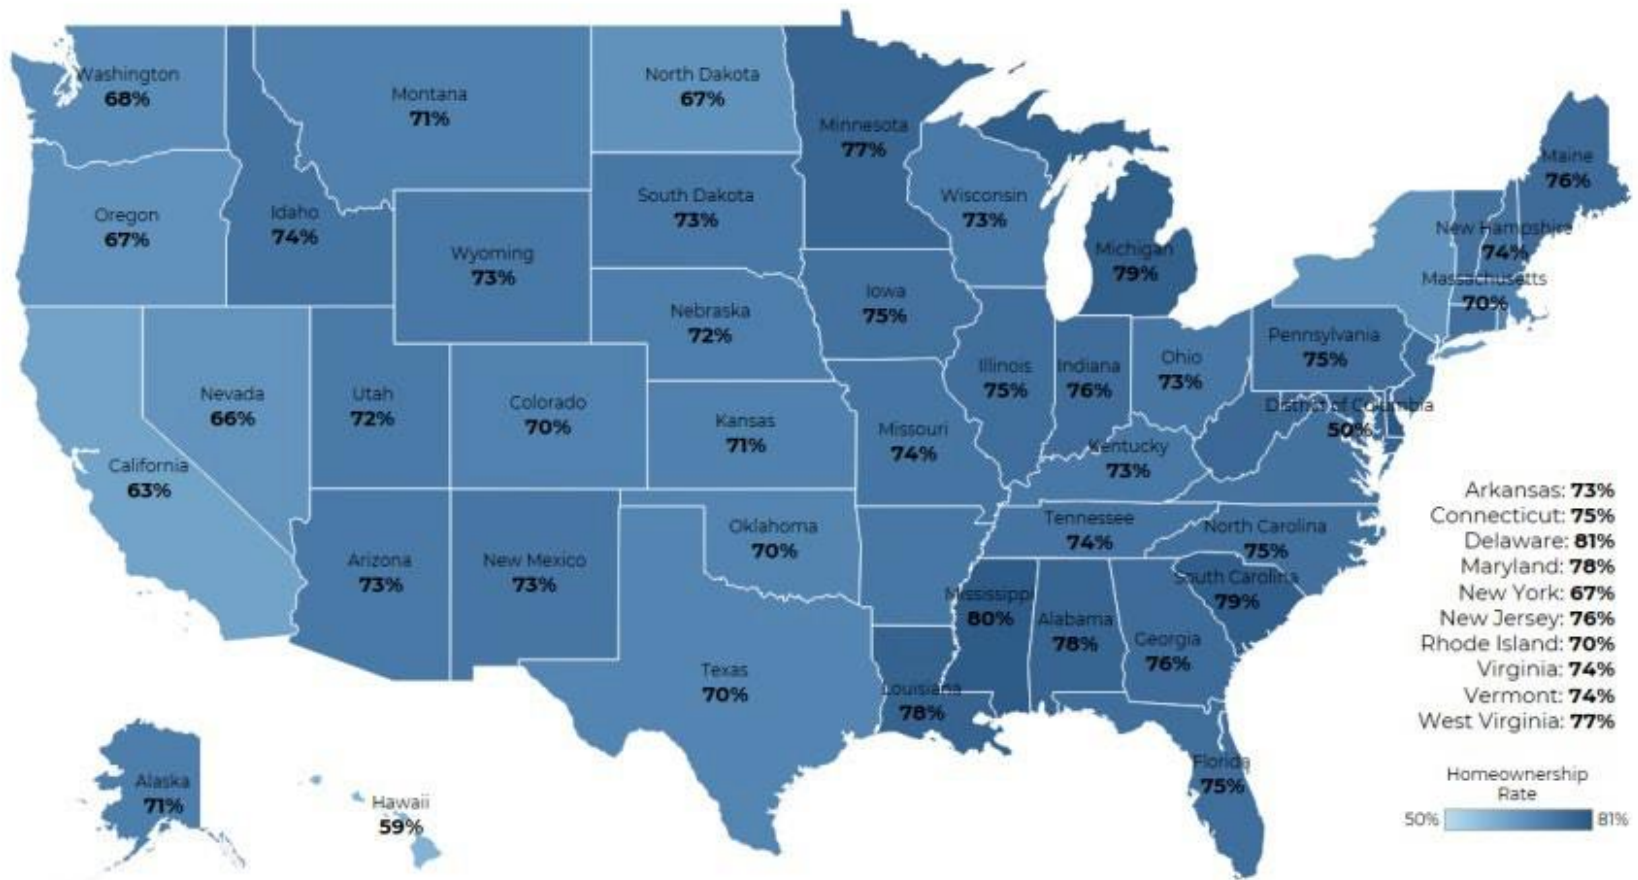 Washington
68%
Montana
71%
North Dakota
67%
Minnesota
77%
Maine
76%
Oregon
67%
Idaho
74%
South Dakota
73%
Wisconsin
73%
Wyoming
73%
Michigan
79%
New Hampshire
74%
Massachusetts
70%
Iowa
75%
Nebraska
72%
Pennsylvania
75%
Nevada
66%
Utah
72%
Colorado
70%
Illinois
75%
Indiana
76%
Ohio
73%
District of Columbia
50%
California
63%
Kansas
71%
Missouri
74%
Kentucky
73%
Tennessee
74%
North Carolina
75%
Oklahoma
70%
Arizona
73%
New Mexico
73%
South Carolina
79%
Mississippi
80%
Alabama
78%
Georgia
76%
Texas
70%
Louisiana
78%
Florida
75%
Alaska
71%
Hawaii
59%
Arkansas: 73%
Connecticut: 75%
Delaware: 81%
Maryland: 78%
New York: 67%
New Jersey: 76%
Rhode Island: 70%
Virginia: 74%
Vermont: 74%
West Virginia: 77%
Homeownership
Rate
50% 81%